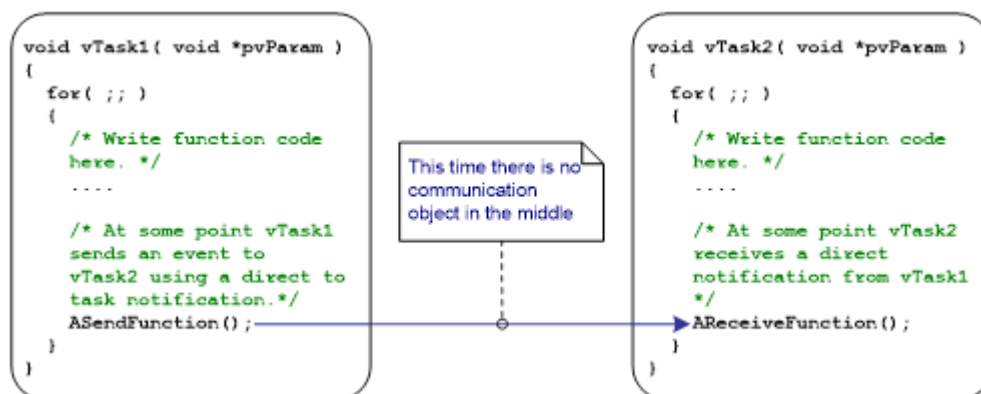 void vTask1( void *pvParam )
{
for( ;; )
{
/* Write function code
here. */
....
/* At some point vTask1
sends an event to
vTask2 using a direct to
task notification.*/
ASendFunction();
}
}
This time there is no
communication
object in the middle
void vTask2( void *pvParam )
{
for( ;; )
{
/* Write function code
here. */
....
/* At some point vTask2
receives a direct
notification from vTask1
*/
AReceiveFunction();
}
}